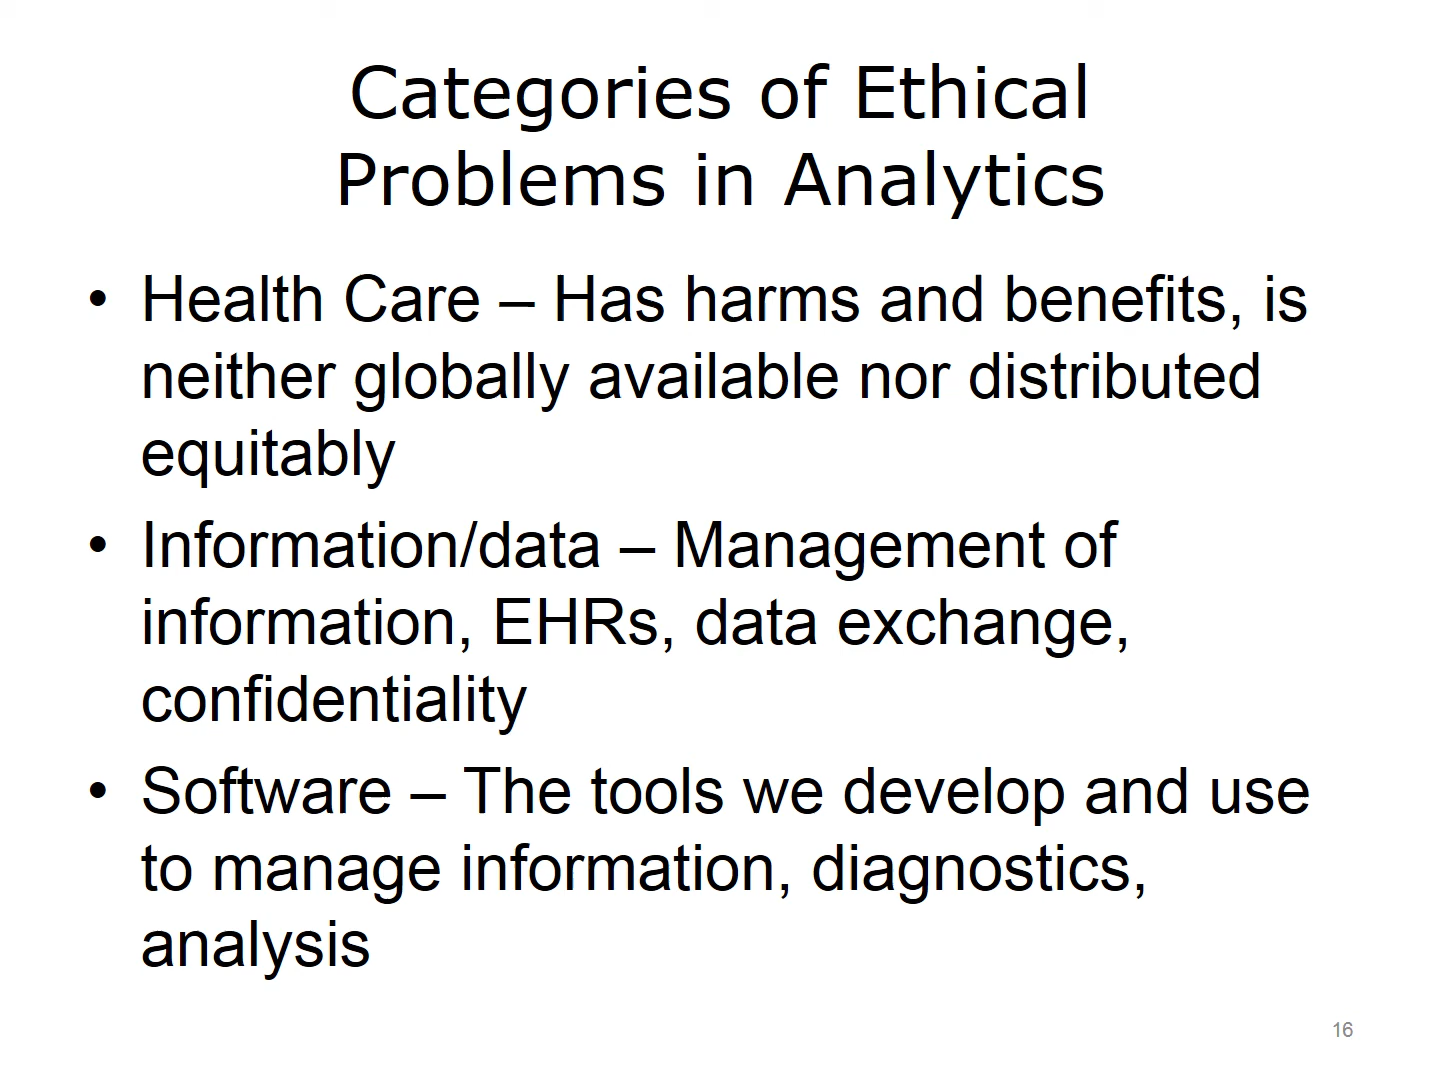 Categories of Ethical
Problems in Analytics
• Health Care – Has harms and benefits, is
neither globally available nor distributed
equitably
• Information/data – Management of
information, EHRs, data exchange,
confidentiality
• Software – The tools we develop and use
to manage information, diagnostics,
analysis
16